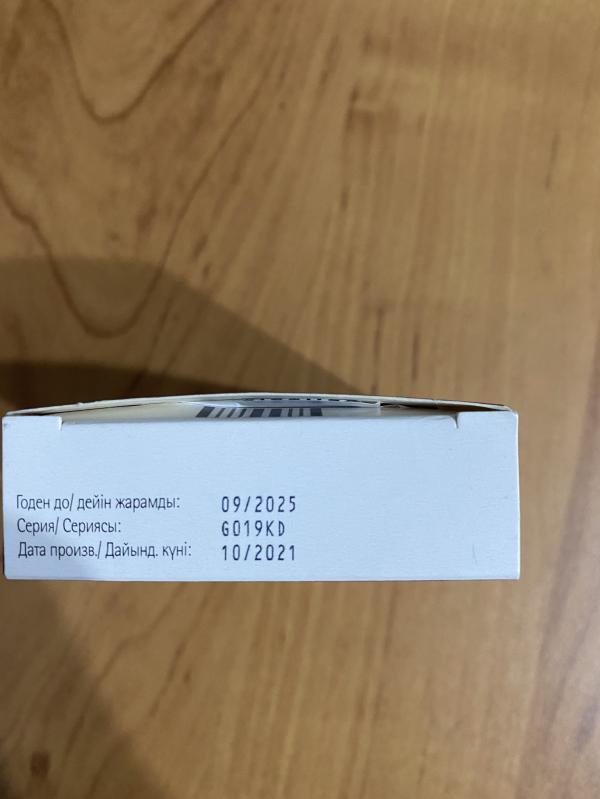 Годен до/ дейін жарамды: 09/2025
Серия/ Сериясы: G019KD
Дата произв./ Дайынд. күні: 10/2021